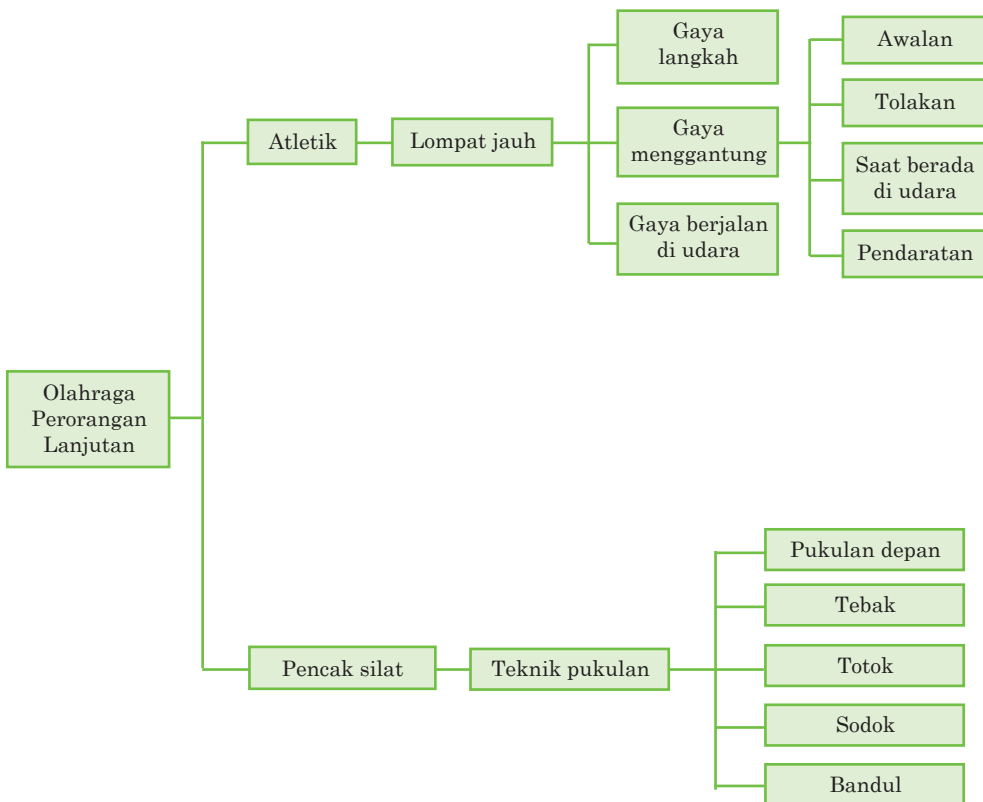 Olahraga
Perorangan
Lanjutan
Atletik
Lompat jauh
Gaya
langkah
Gaya
menggantung
Gaya berjalan
di udara
Awalan
Tolakan
Saat berada
di udara
Pendaratan
Pencak silat
Teknik pukulan
Pukulan depan
Tebak
Totok
Sodok
Bandul